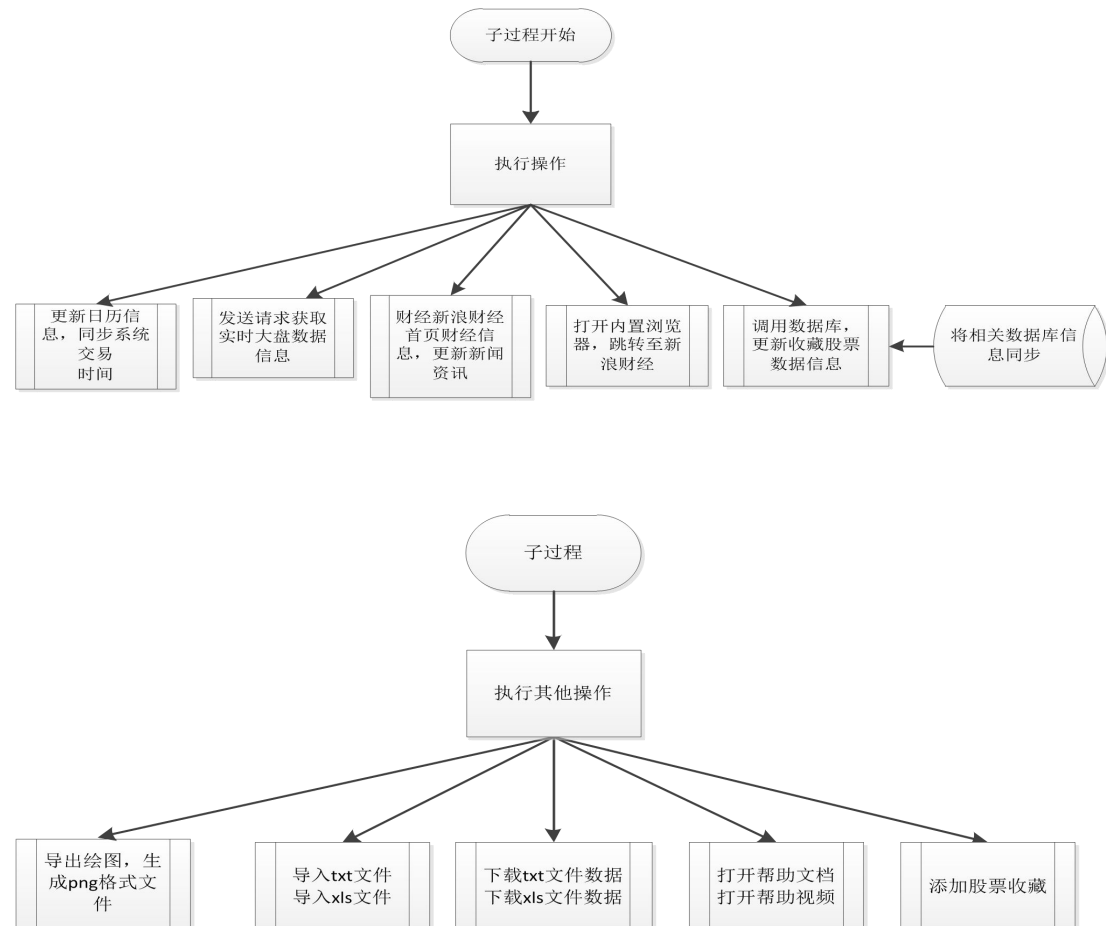 子过程开始
执行操作
更新日历信
息，同步系统
交易
时间
发送请求获取
实时大盘数据
信息
财经新浪财经
首页财经信
息，更新新闻
资讯
打开内置浏览
器，跳转至新
浪财经
调用数据库，
更新收藏股票
数据信息
将相关数据库信
息同步
子过程
执行其他操作
导出绘图，生
成png格式文
件
导入txt文件
导入xls文件
下载txt文件数据
下载xls文件数据
打开帮助文档
打开帮助视频
添加股票收藏